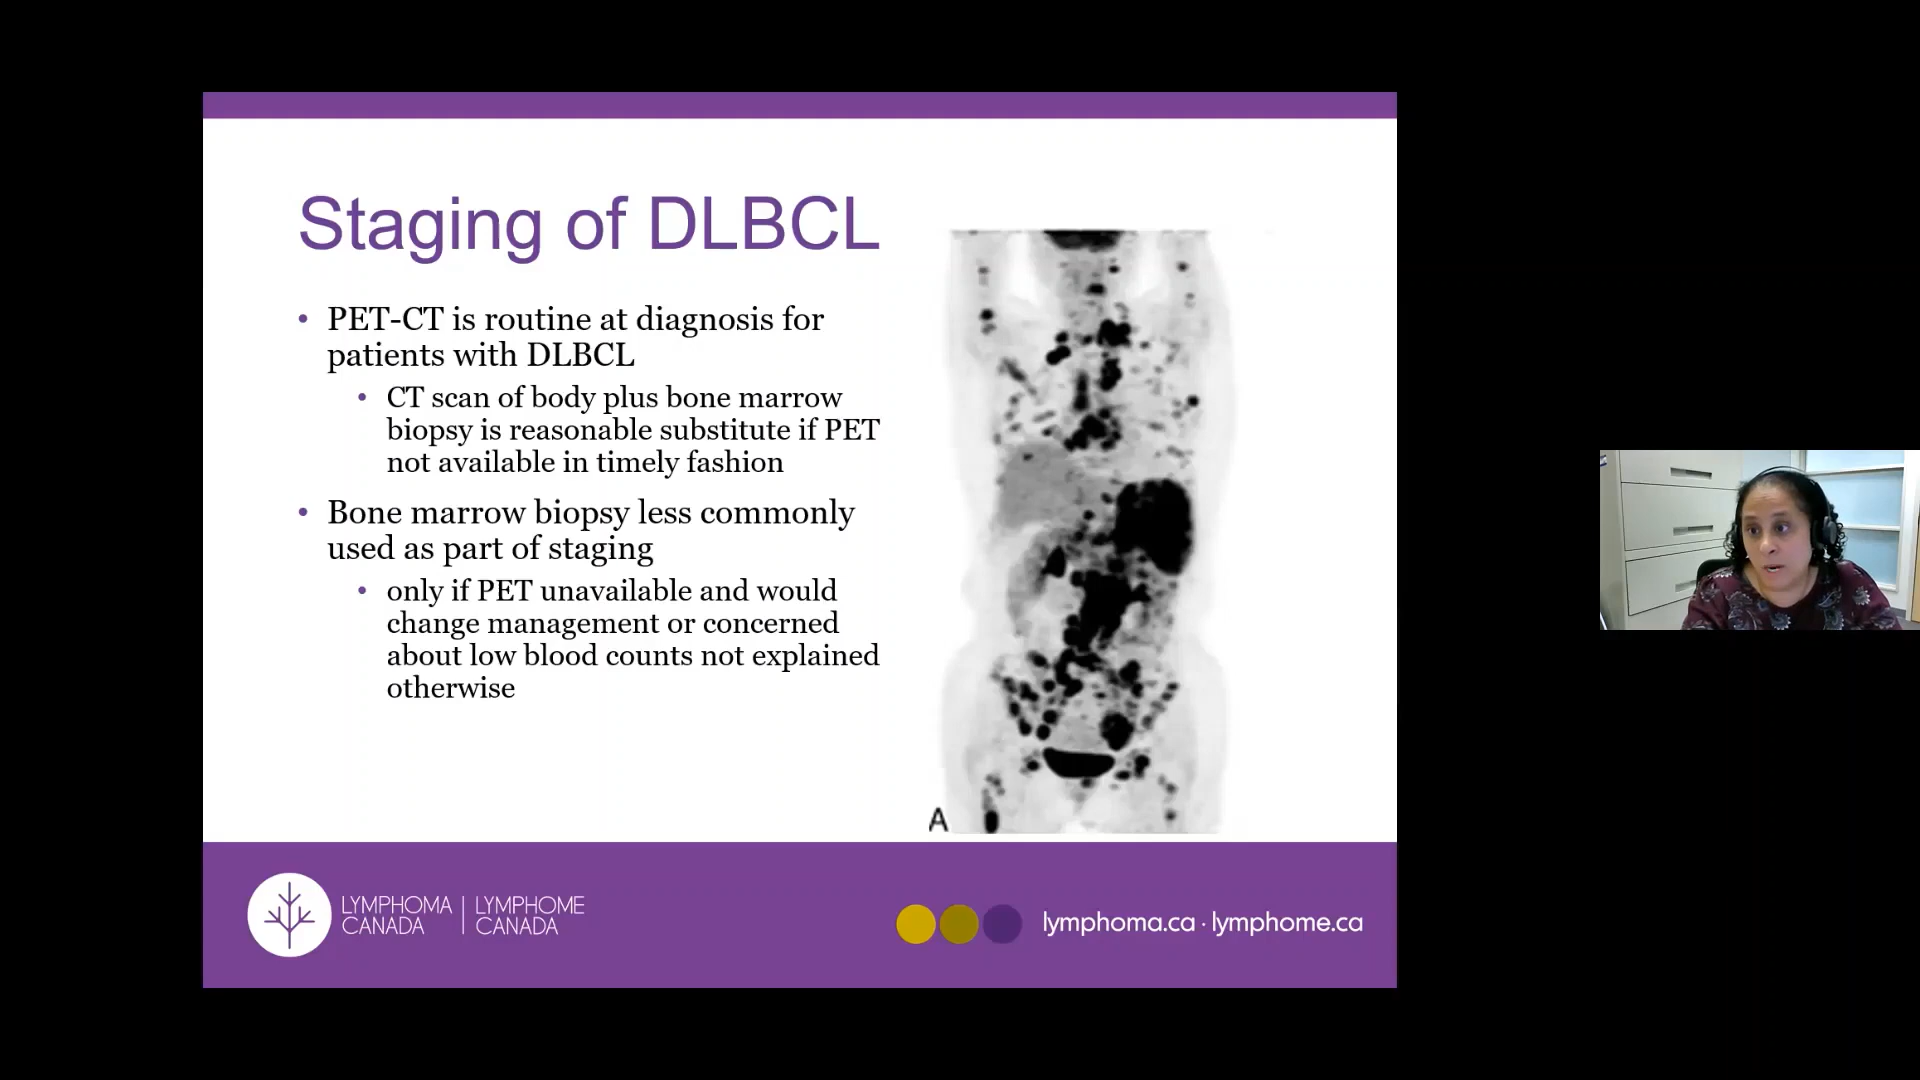 Staging of DLBCL
• PET-CT is routine at diagnosis for
patients with DLBCL
• CT scan of body plus bone marrow
biopsy is reasonable substitute if PET
not available in timely fashion
• Bone marrow biopsy less commonly
used as part of staging
• only if PET unavailable and would
change management or concerned
about low blood counts not explained
otherwise
A
LYMPHOMA
CANADA
LYMPHOME
CANADA
lymphoma.ca · lymphome.ca